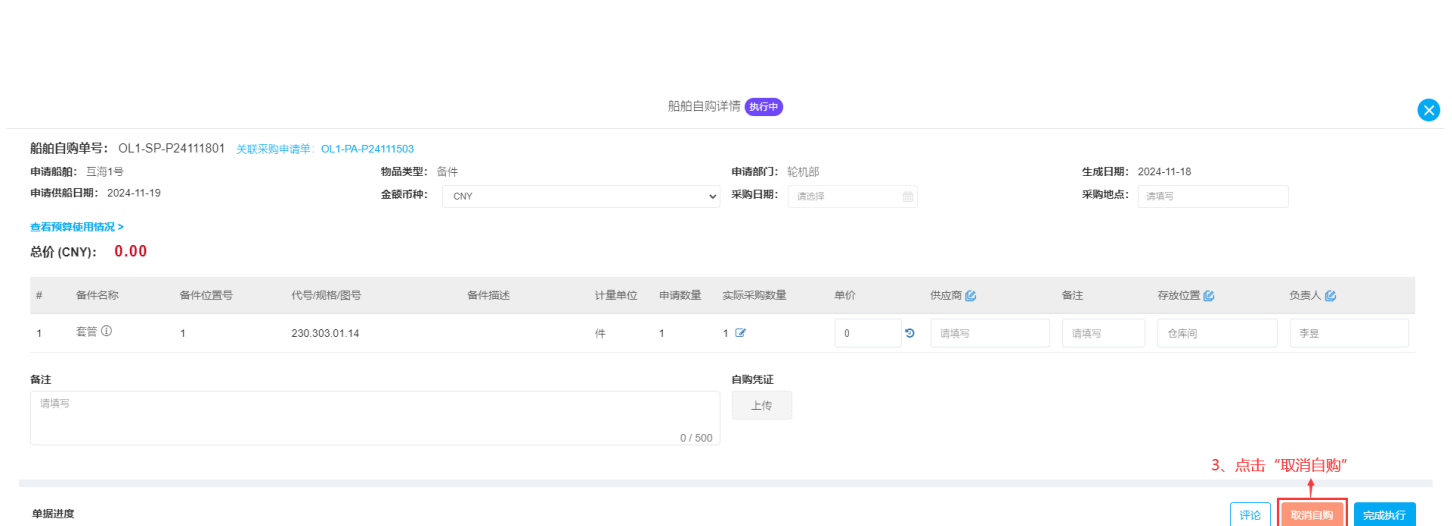 船舶自购详情 执行中
船舶自购单号: OL1-SP-P24111801 关联采购申请单: OL1-PA-P24111503
申请船舶: 互海1号 物品类型: 备件 申请部门: 轮机部 生成日期: 2024-11-18
申请供船日期: 2024-11-19 金额币种: CNY 采购日期: 请选择 采购地点: 请填写
查看预算使用情况 >
总价 (CNY): 0.00
# 备件名称 备件位置号 代号/规格/图号 备件描述 计量单位 申请数量 实际采购数量 单价 供应商 备注 存放位置 负责人
1 套管 1 230.303.01.14 件 1 1 0 请填写 请填写 仓库间 李昱
备注 自购凭证
请填写 上传
0 / 500
3、点击“取消自购”
单据进度 评论 取消自购 完成执行